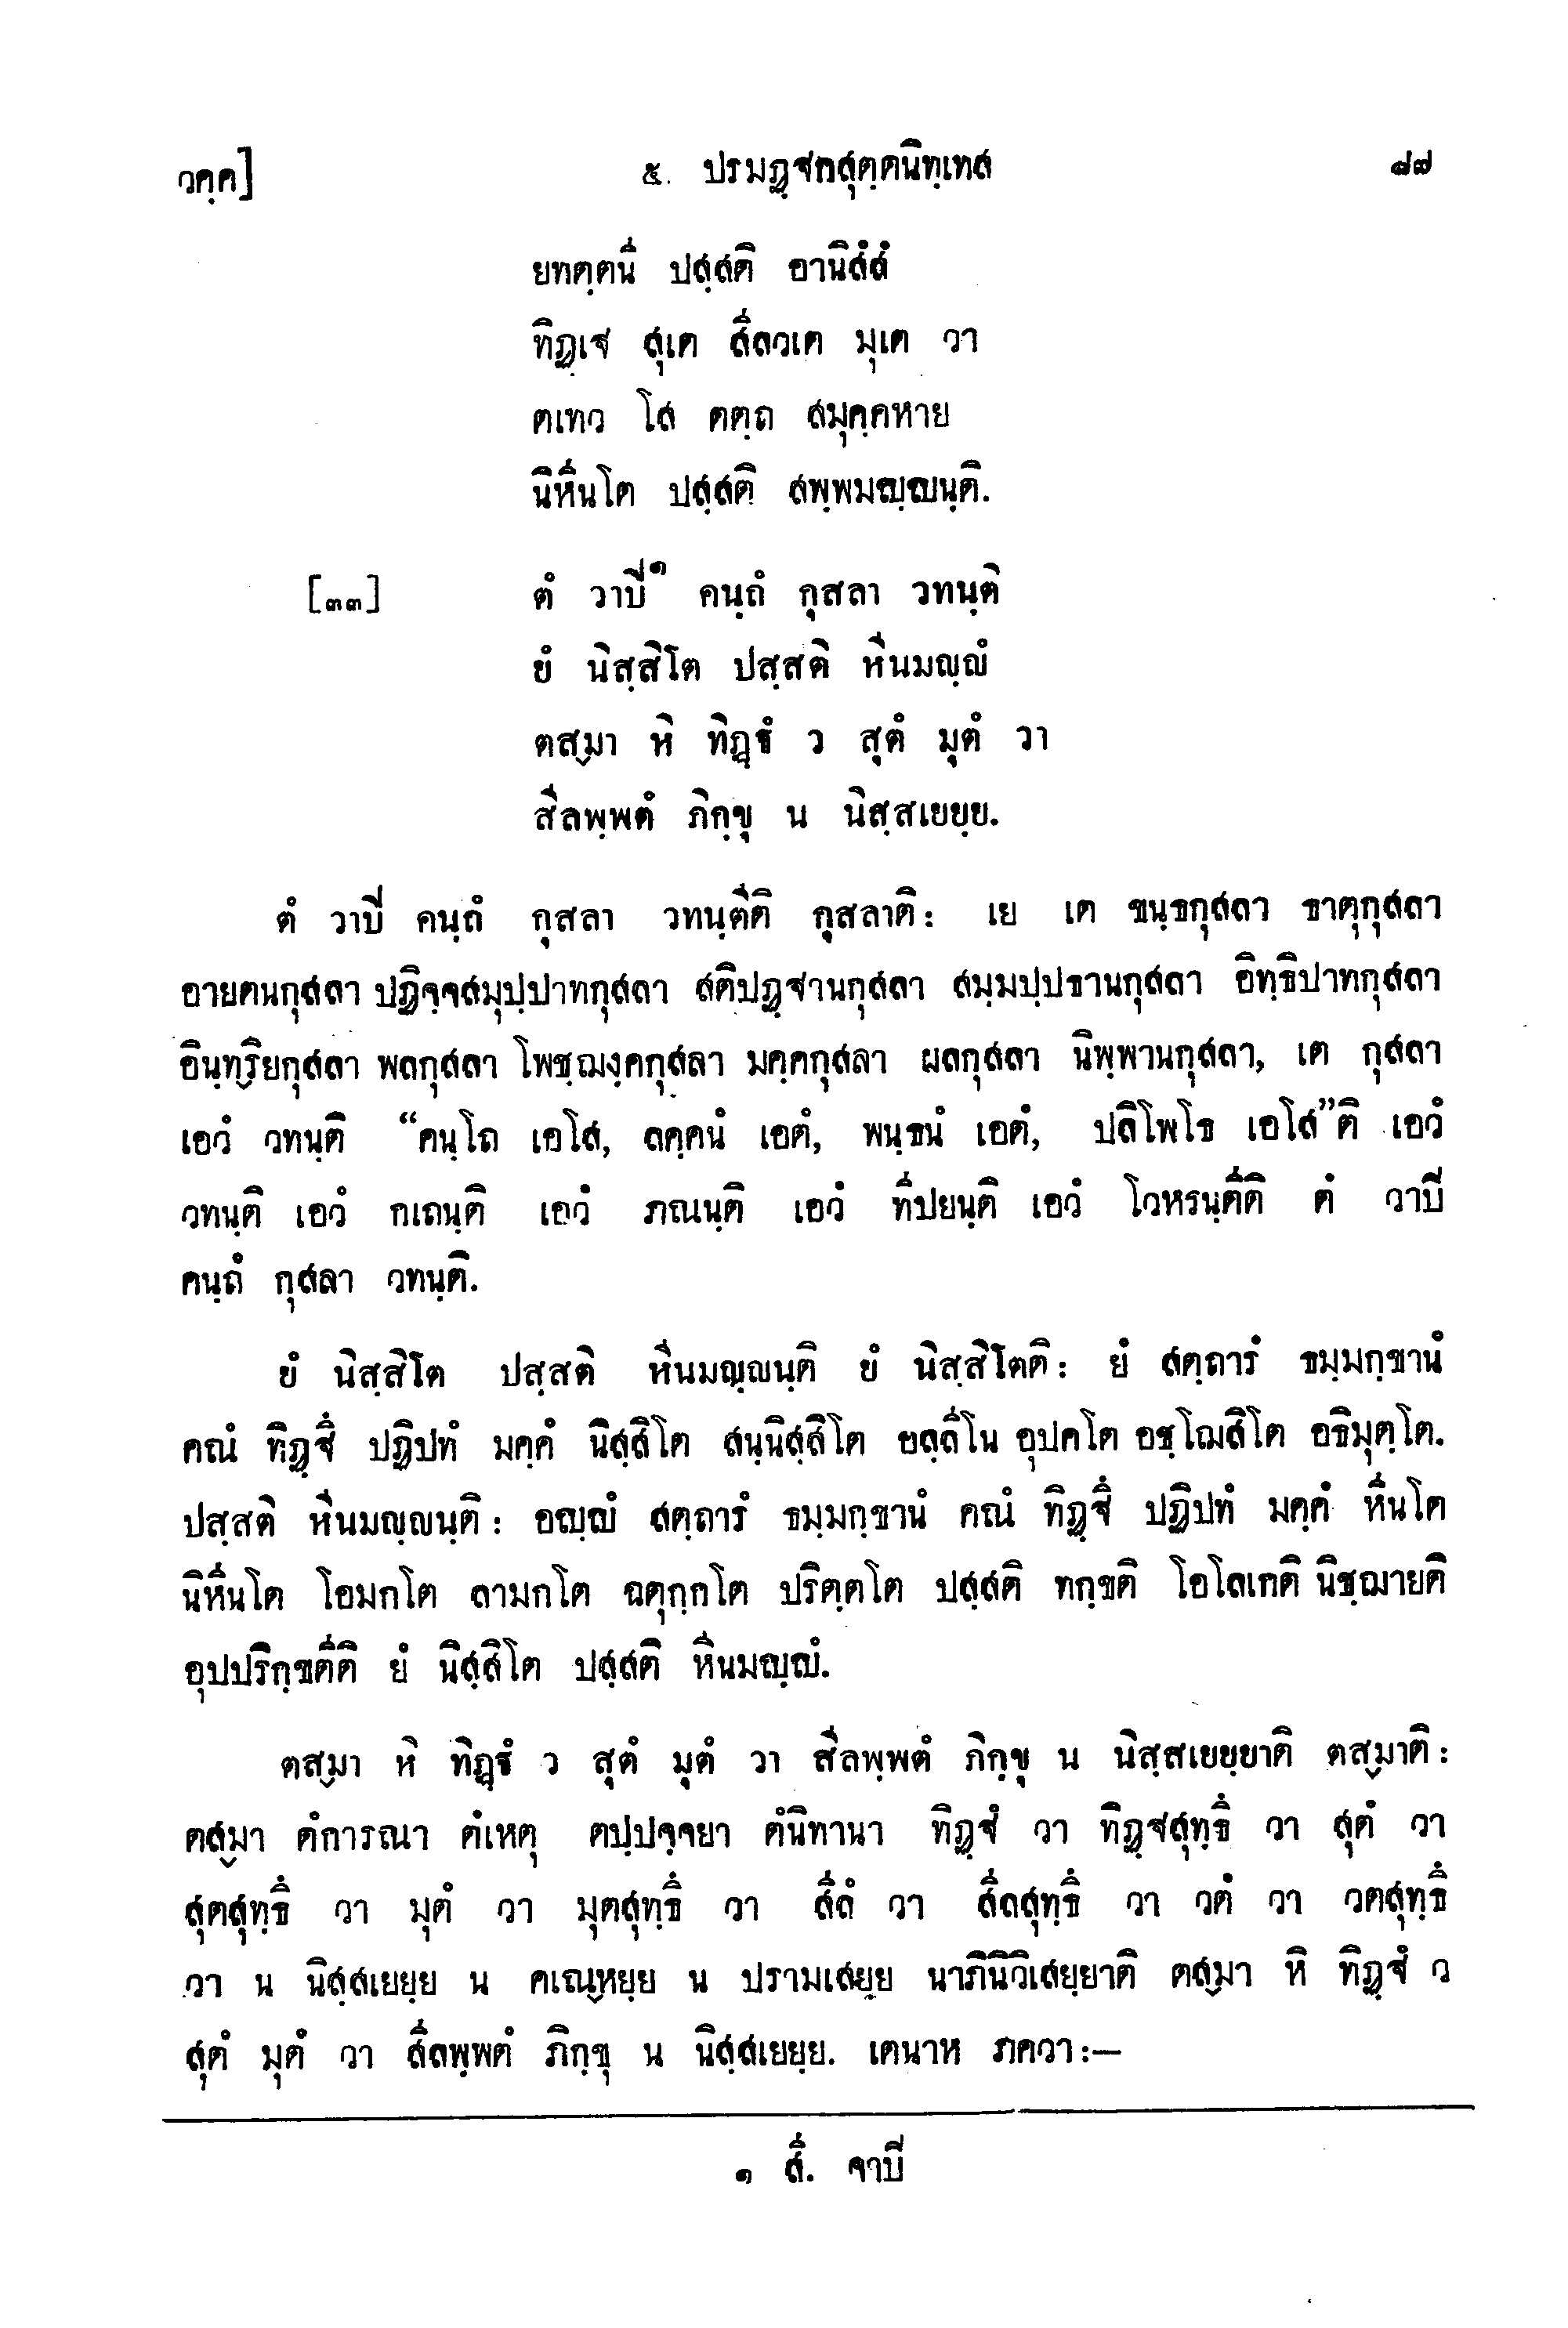 วคฺค]
๕. ปรมฏฺฐกสุตฺตนิทฺเทส
๘๗
ยทตฺตนี ปสฺสติ อานิสํสํ
ทิฏฺเฐ สุเต สีลวเต มุเต วา
ตเทว โส ตตฺถ สมุคฺคหาย
นิหีนโต ปสฺสติ สพฺพมญฺญนฺติ.
[๓๓]
ตํ วาปี๑ คนฺถํ กุสลา วทนฺติ
ยํ นิสฺสิโต ปสฺสติ หีนมญฺญํ
ตสฺมา หิ ทิฏฺฐํ ว สุตํ มุตํ วา
สีลพฺพตํ ภิกฺขุ น นิสฺสเยยฺย.
ตํ วาปี คนฺถํ กุสลา วทนฺตีติ กุสลาติ: เย เต ขนฺธกุสลา ธาตุกุสลา
อายตนกุสลา ปฏิจฺจสมุปฺปาทกุสลา สติปฏฺฐานกุสลา สมฺมปฺปธานกุสลา อิทฺธิปาทกุสลา
อินฺทฺริยกุสลา พลกุสลา โพชฺฌงฺคกุสลา มคฺคกุสลา ผลกุสลา นิพฺพานกุสลา, เต กุสลา
เอวํ วทนฺติ “คนฺโถ เอโส, ลคฺคนํ เอตํ, พนฺธนํ เอตํ, ปลิโพโธ เอโส”ติ เอวํ
วทนฺติ เอวํ กเถนฺติ เอวํ ภณนฺติ เอวํ ทีปยนฺติ เอวํ โวหรนฺตีติ ตํ วาปี
คนฺถํ กุสลา วทนฺติ.
ยํ นิสฺสิโต ปสฺสติ หีนมญฺญนฺติ ยํ นิสฺสิโตติ: ยํ สตฺถารํ ธมฺมกฺขานํ
คณํ ทิฏฺฐึ ปฏิปทํ มคฺคํ นิสฺสิโต สนฺนิสฺสิโต อลฺลีโน อุปคโต อชฺโฌสิโต อธิมุตฺโต.
ปสฺสติ หีนมญฺญนฺติ: อญฺญํ สตฺถารํ ธมฺมกฺขานํ คณํ ทิฏฺฐึ ปฏิปทํ มคฺคํ หีนโต
นิหีนโต โอมกโต ลามกโต ฉตุกฺกโต ปริตฺตโต ปสฺสติ ทกฺขติ โอโลเกติ นิชฺฌายติ
อุปปริกฺขตีติ ยํ นิสฺสิโต ปสฺสติ หีนมญฺญํ.
ตสฺมา หิ ทิฏฺฐํ ว สุตํ มุตํ วา สีลพฺพตํ ภิกฺขุ น นิสฺสเยยฺยาติ ตสฺมาติ:
ตสฺมา ตํการณา ตํเหตุ ตปฺปจฺจยา ตํนิทานา ทิฏฺฐํ วา ทิฏฺฐสุทฺธึ วา สุตํ วา
สุตสุทฺธึ วา มุตํ วา มุตสุทฺธึ วา สีลํ วา สีลสุทฺธึ วา วตํ วา วตสุทฺธึ
วา น นิสฺสเยยฺย น คเณฺหยฺย น ปรามเสยฺย นาภินิวิเสยฺยาติ ตสฺมา หิ ทิฏฺฐํ ว
สุตํ มุตํ วา สีลพฺพตํ ภิกฺขุ น นิสฺสเยยฺย. เตนาห ภควา:—
๑ สี. จาปี